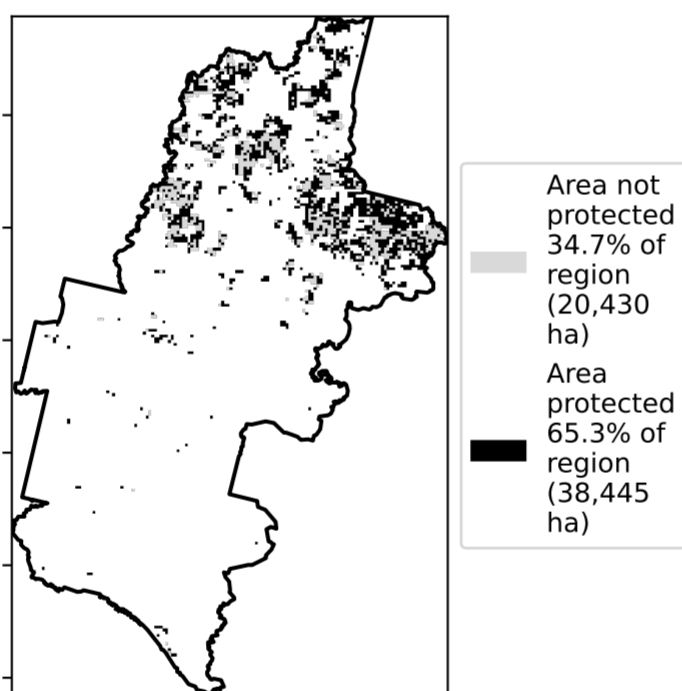 Area not
protected
34.7% of
region
(20,430
ha)
Area
protected
65.3% of
region
(38,445
ha)